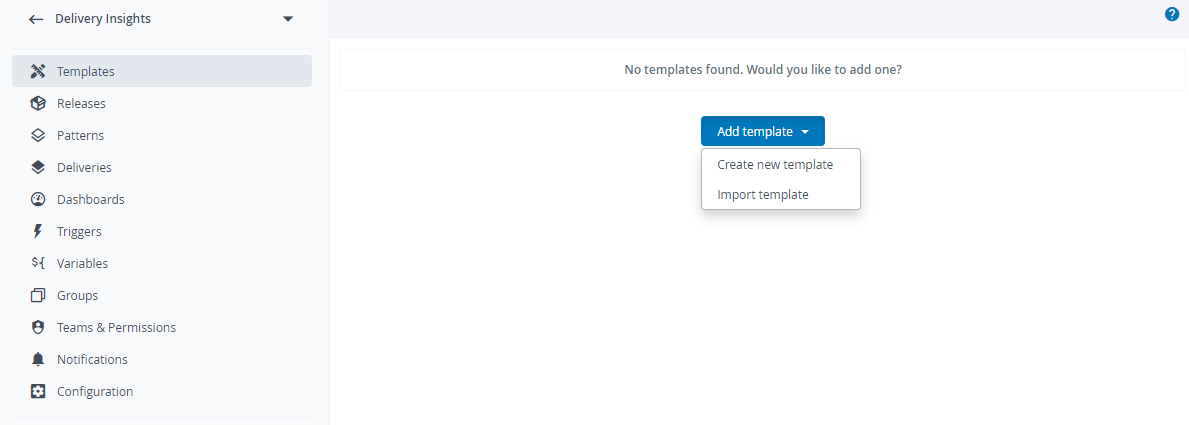 Delivery Insights
?
Templates
Releases
Patterns
Deliveries
Dashboards
Triggers
${
Variables
Groups
Teams & Permissions
Notifications
Configuration
No templates found. Would you like to add one?
Add template
Create new template
Import template